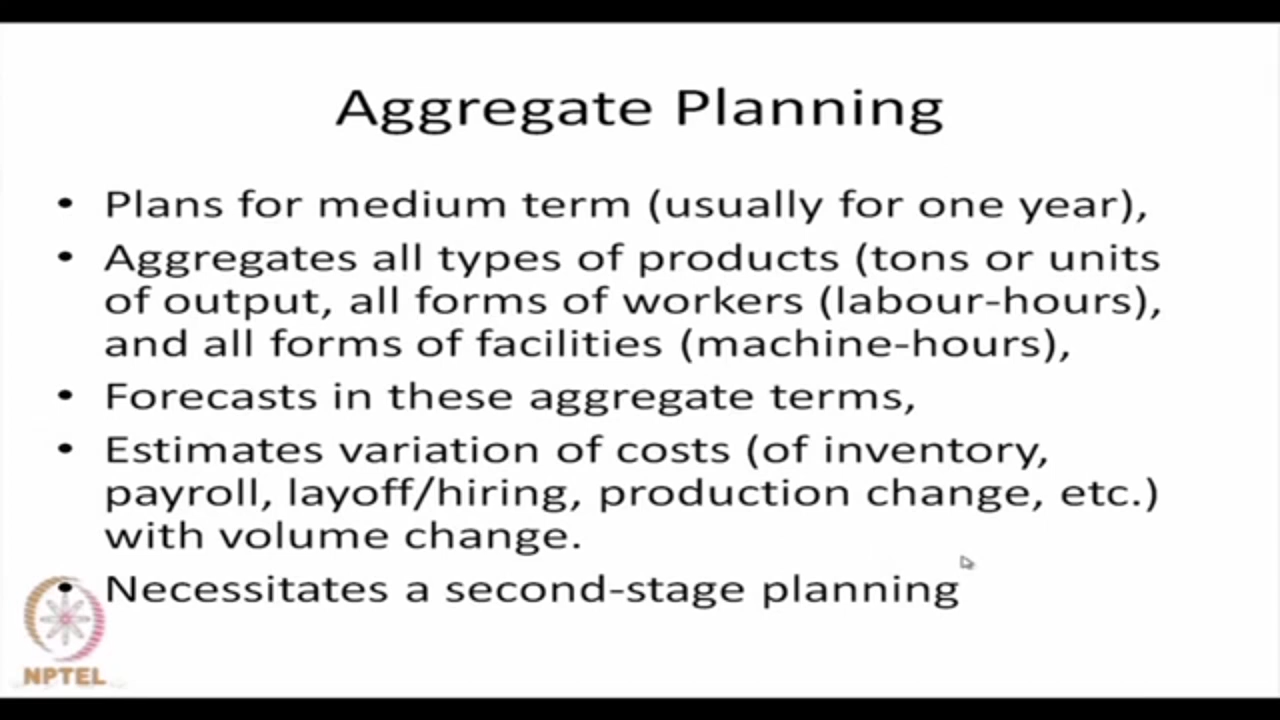 Aggregate Planning
• Plans for medium term (usually for one year),
• Aggregates all types of products (tons or units
of output, all forms of workers (labour-hours),
and all forms of facilities (machine-hours),
• Forecasts in these aggregate terms,
• Estimates variation of costs (of inventory,
payroll, layoff/hiring, production change, etc.)
with volume change.
• Necessitates a second-stage planning
NPTEL